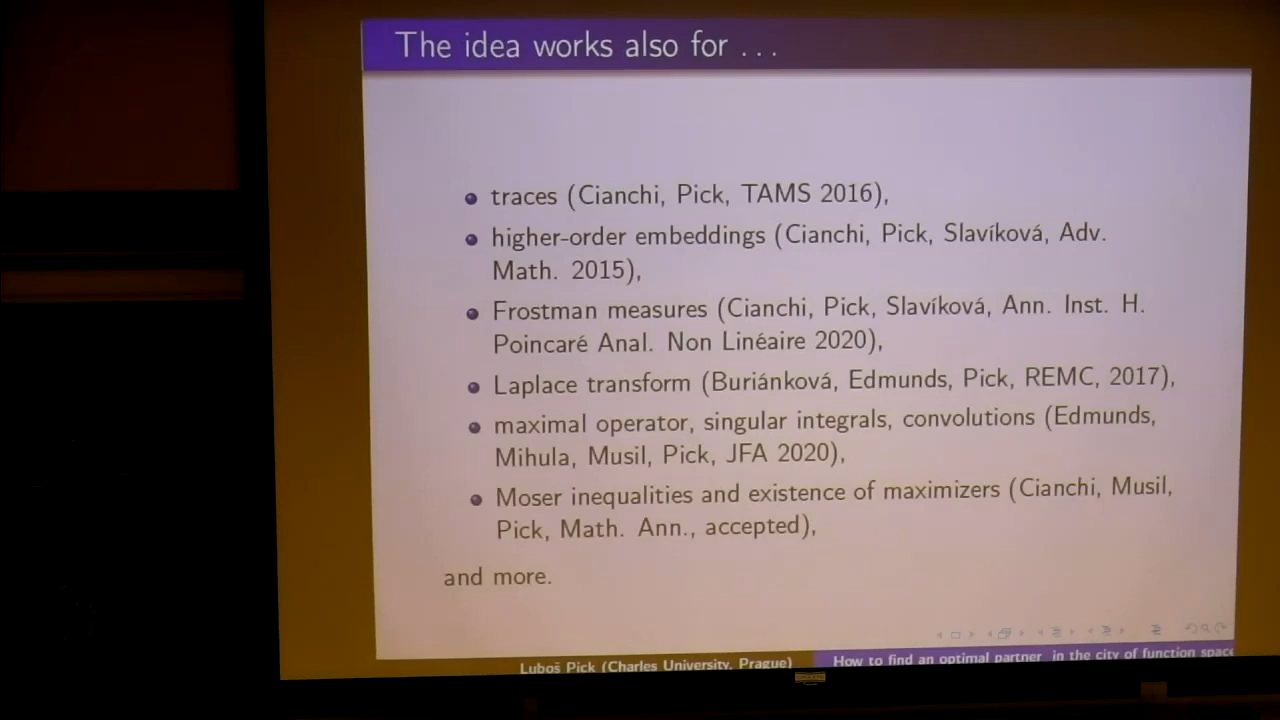 The idea works also for ...
traces (Cianchi, Pick, TAMS 2016),
higher-order embeddings (Cianchi, Pick, Slavíková, Adv.
Math. 2015),
Frostman measures (Cianchi, Pick, Slavíková, Ann. Inst. H.
Poincaré Anal. Non Linéaire 2020),
Laplace transform (Buriánková, Edmunds, Pick, REMC, 2017),
maximal operator, singular integrals, convolutions (Edmunds,
Mihula, Musil, Pick, JFA 2020),
Moser inequalities and existence of maximizers (Cianchi, Musil,
Pick, Math. Ann., accepted),
and more.
Luboš Pick (Charles University, Prague)
How to find an optimal partner in the city of function space